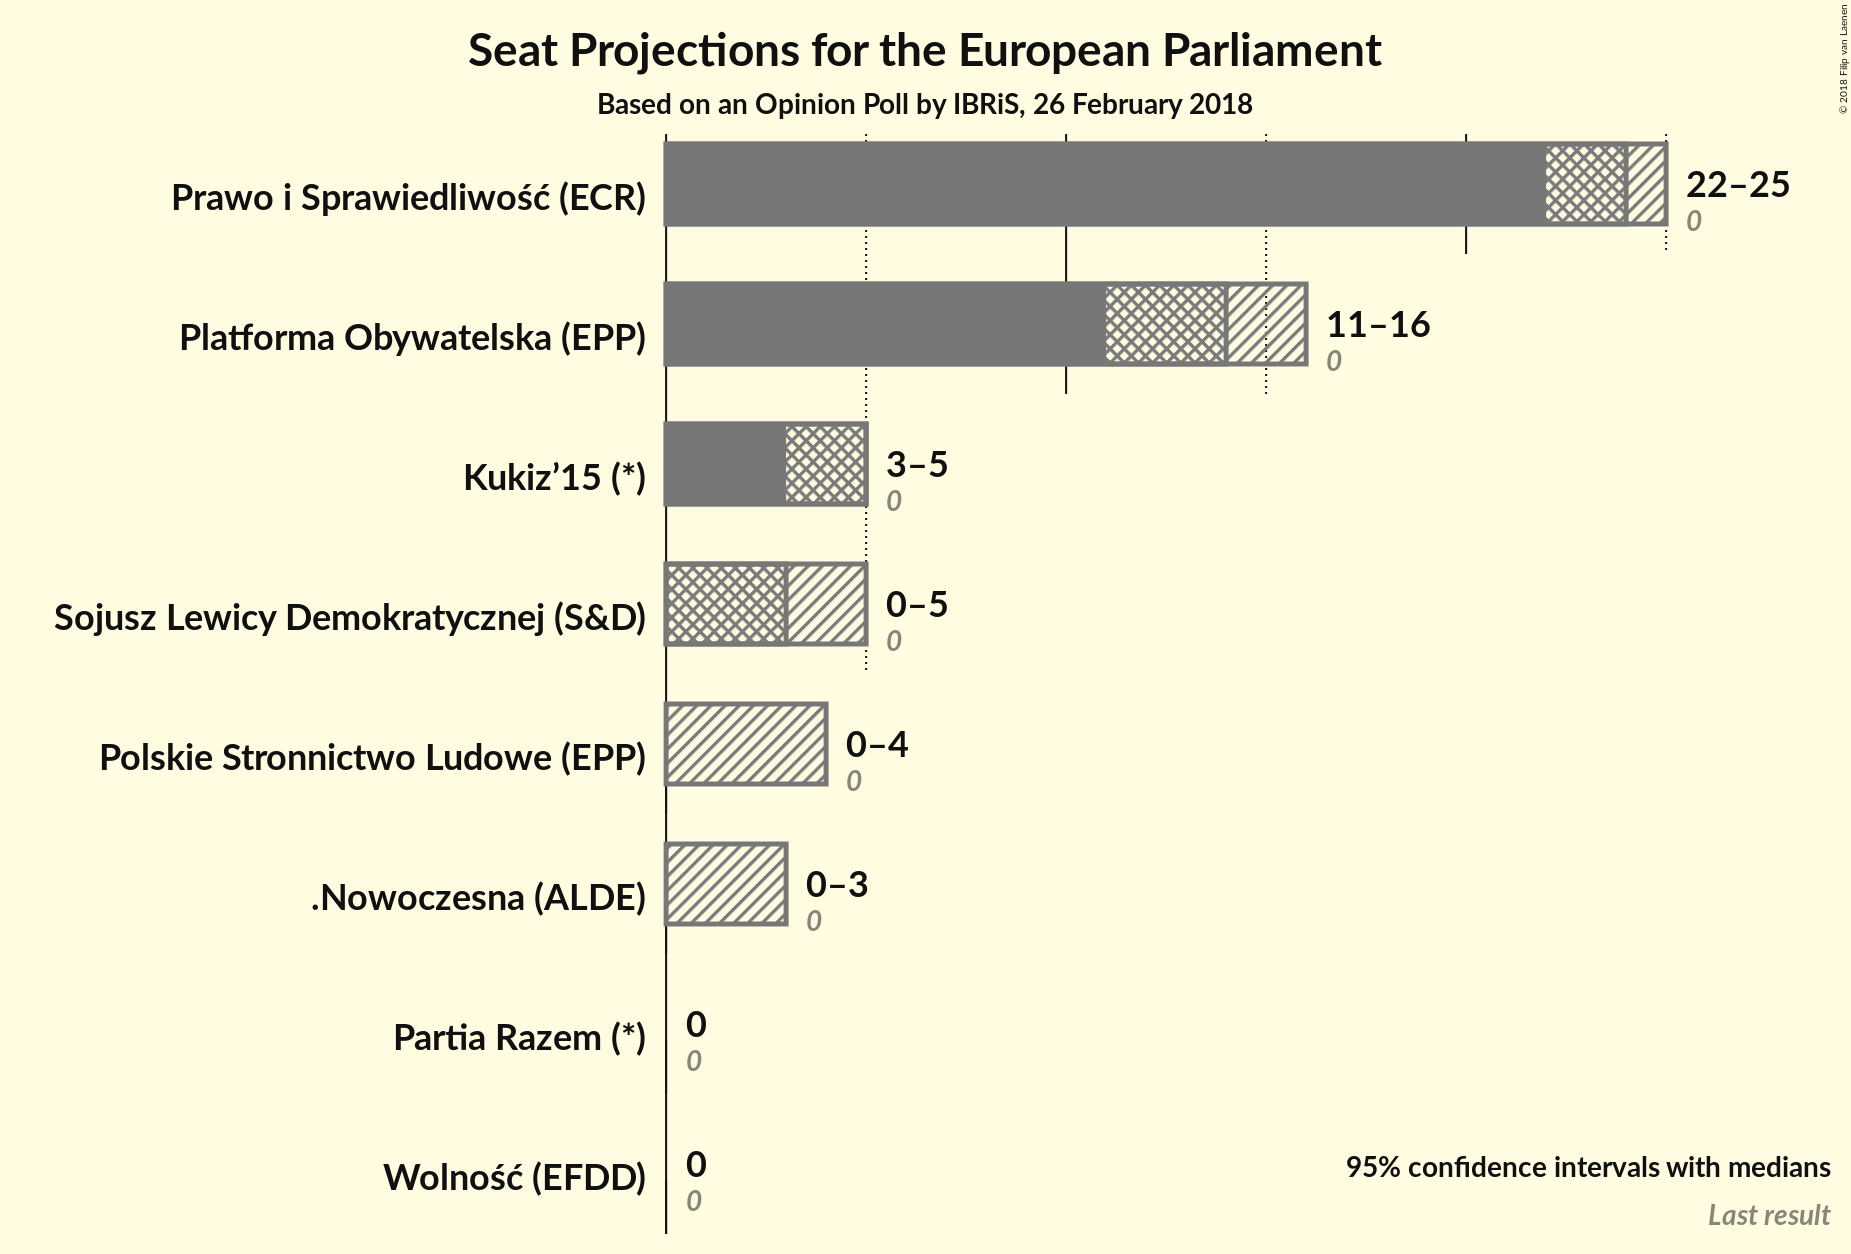 Seat Projections for the European Parliament
Based on an Opinion Poll by IBRiS, 26 February 2018
© 2018 Filip van Laenen
Prawo i Sprawiedliwość (ECR)
22–25
0
Platforma Obywatelska (EPP)
11–16
0
Kukiz’15 (*)
3–5
0
Sojusz Lewicy Demokratycznej (S&D)
0–5
0
Polskie Stronnictwo Ludowe (EPP)
0–4
0
.Nowoczesna (ALDE)
0–3
0
Partia Razem (*)
0
0
Wolność (EFDD)
0
0
95% confidence intervals with medians
Last result